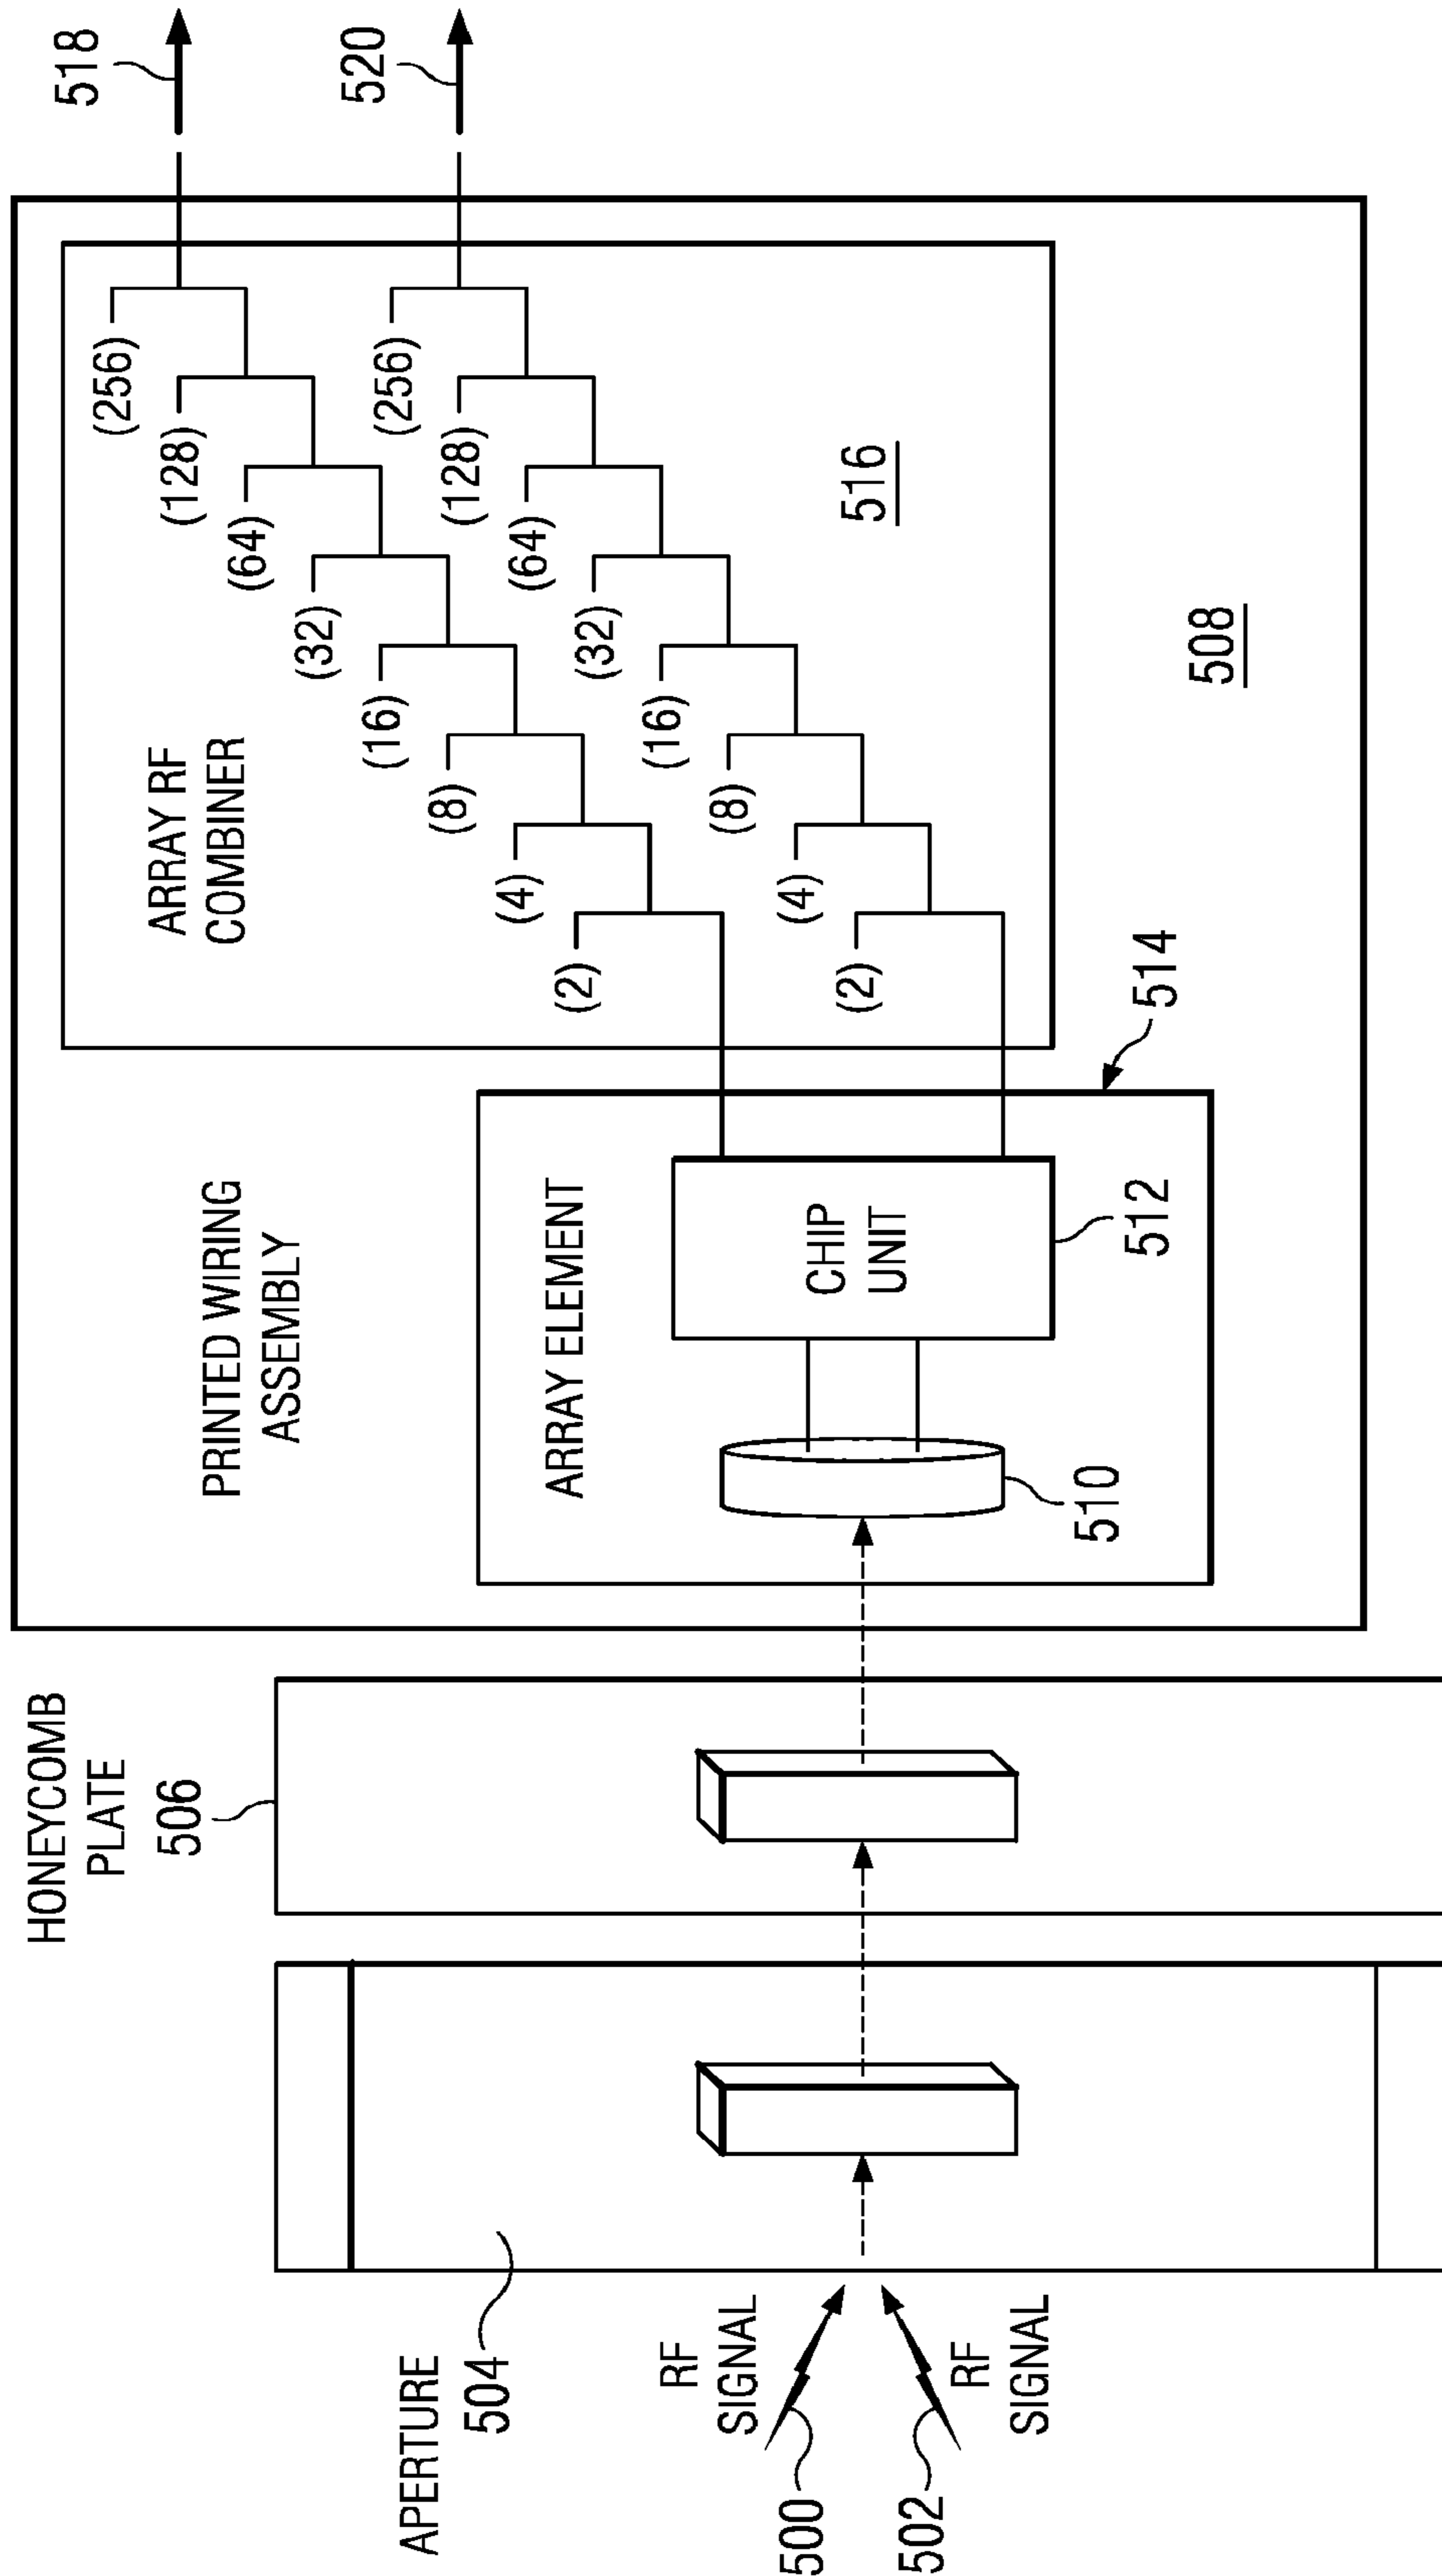 HONEYCOMB
PLATE
506
APERTURE
504
RF
SIGNAL
500
502
RF
SIGNAL
PRINTED WIRING
ASSEMBLY
ARRAY ELEMENT
CHIP
UNIT
510
512
514
ARRAY RF
COMBINER
(2)
(4)
(8)
(16)
(32)
(64)
(128)
(256)
(2)
(4)
(8)
(16)
(32)
(64)
(128)
(256)
516
508
518
520